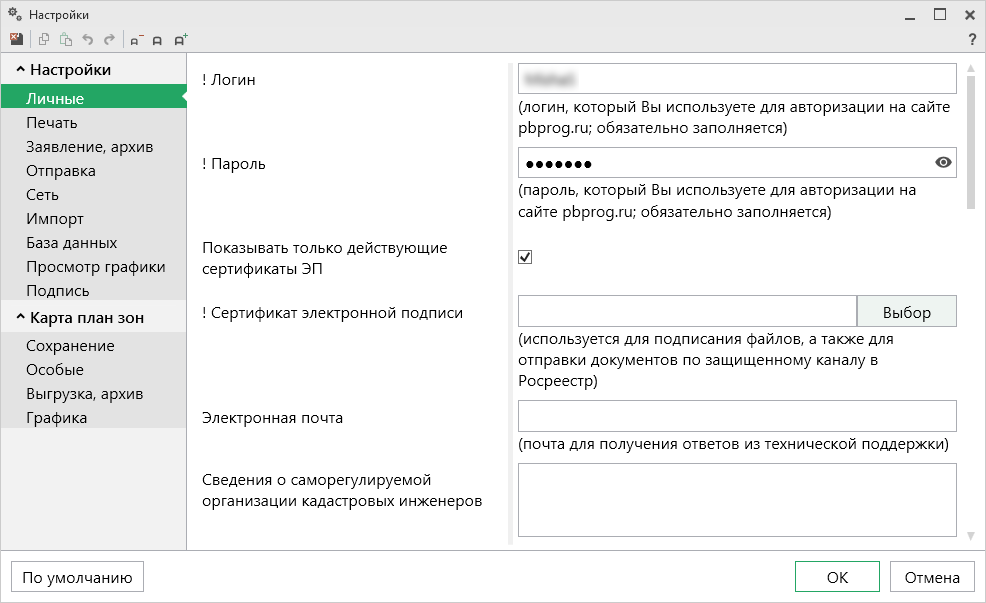 Настройки
?
Настройки
Личные
Печать
Заявление, архив
Отправка
Сеть
Импорт
База данных
Просмотр графики
Подпись
Карта план зон
Сохранение
Особые
Выгрузка, архив
Графика
! Логин
(логин, который Вы используете для авторизации на сайте
pbprog.ru; обязательно заполняется)
! Пароль
(пароль, который Вы используете для авторизации на
сайте pbprog.ru; обязательно заполняется)
Показывать только действующие
сертификаты ЭП
! Сертификат электронной подписи
Выбор
(используется для подписания файлов, а также для
отправки документов по защищенному каналу в
Росреестр)
Электронная почта
(почта для получения ответов из технической поддержки)
Сведения о саморегулируемой
организации кадастровых инженеров
По умолчанию
ОК
Отмена